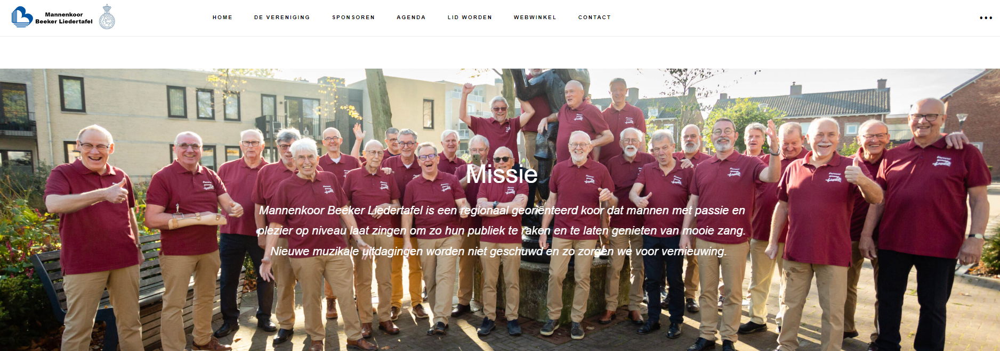 Mannenkoor
Beeker Liedertafel
HOME DE VERENIGING SPONSOREN AGENDA LID WORDEN WEBWINKEL CONTACT
Missie
Mannenkoor Beeker Liedertafel is een regionaal georiënteerd koor dat mannen met passie en
plezier op niveau laat zingen om zo hun publiek te raken en te laten genieten van mooie zang.
Nieuwe muzikale uitdagingen worden niet geschuwd en zo zorgen we voor vernieuwing.